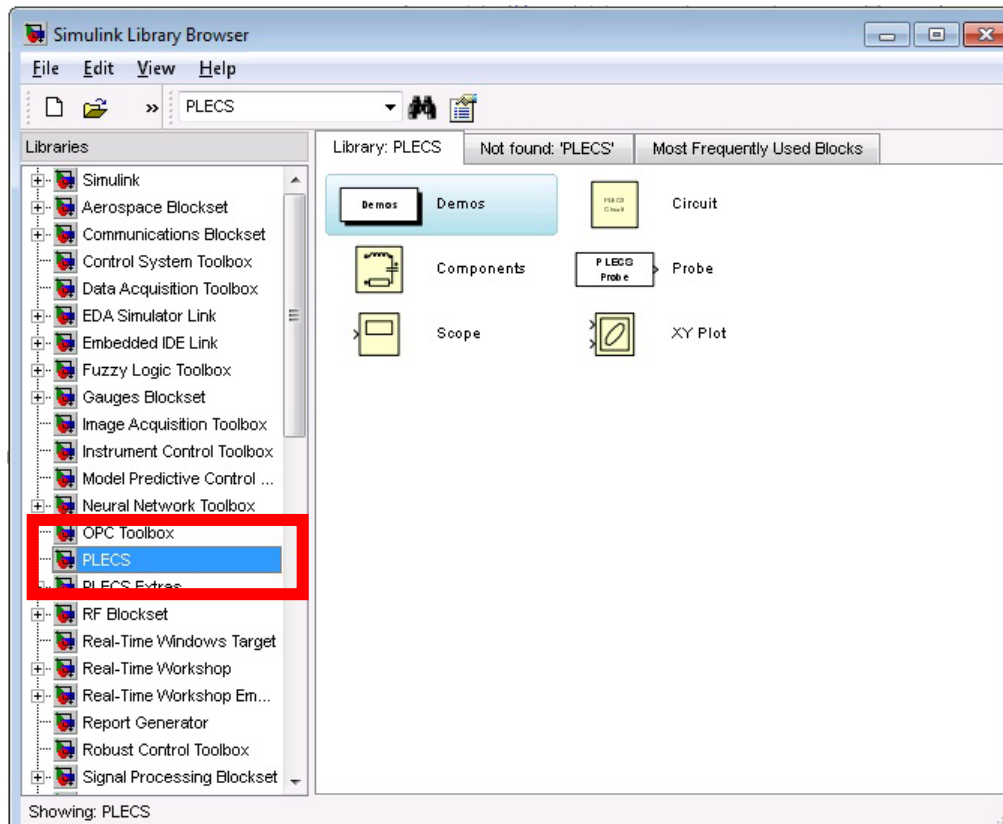 Simulink Library Browser
File Edit View Help
» PLECS
Libraries
Library: PLECS Not found: 'PLECS' Most Frequently Used Blocks
Simulink
Aerospace Blockset
Communications Blockset
Control System Toolbox
Data Acquisition Toolbox
EDA Simulator Link
Embedded IDE Link
Fuzzy Logic Toolbox
Gauges Blockset
Image Acquisition Toolbox
Instrument Control Toolbox
Model Predictive Control ...
Neural Network Toolbox
OPC Toolbox
PLECS
PLECS Extras
RF Blockset
Real-Time Windows Target
Real-Time Workshop
Real-Time Workshop Em...
Report Generator
Robust Control Toolbox
Signal Processing Blockset
Demos Demos
PLECS
Circuit
Circuit
Components
PLECS
Probe
Probe
Scope
XY Plot
Showing: PLECS